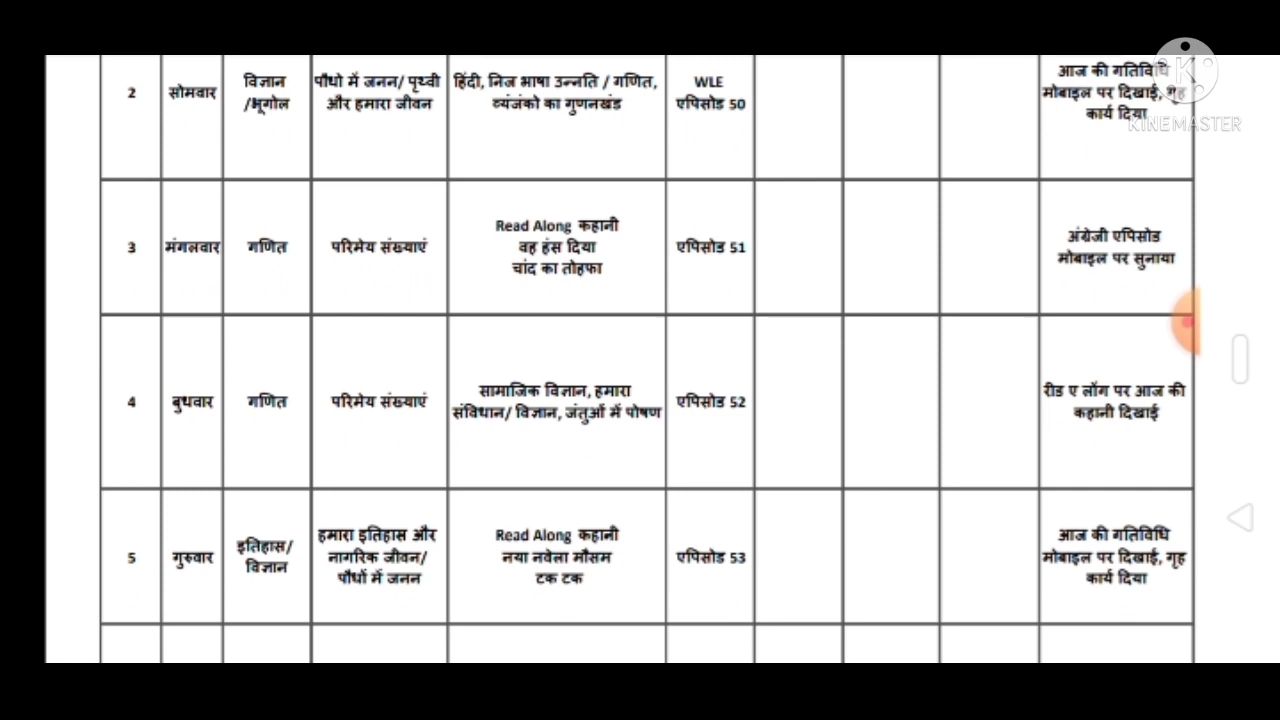 2 सोमवार विज्ञान /भूगोल पौधो में जनन/ पृथ्वी और हमारा जीवन हिंदी, निज भाषा उन्नति / गणित, व्यंजंको का गुणनखंड WLE एपिसोड 50 आज की गतिविधि मोबाइल पर दिखाई, गृह कार्य दिया
KINEMASTER
3 मंगलवार गणित परिमेय संख्याएं Read Along कहानी वह हंस दिया चांद का तोहफा एपिसोड 51 अंग्रेजी एपिसोड मोबाइल पर सुनाया
4 बुधवार गणित परिमेय संख्याएं सामाजिक विज्ञान, हमारा संविधान/ विज्ञान, जंतुओं में पोषण एपिसोड 52 रीड ए लॉंग पर आज की कहानी दिखाई
5 गुरुवार इतिहास/ विज्ञान हमारा इतिहास और नागरिक जीवन/ पौधों में जनन Read Along कहानी नया नवेला मौसम टक टक एपिसोड 53 आज की गतिविधि मोबाइल पर दिखाई, गृह कार्य दिया